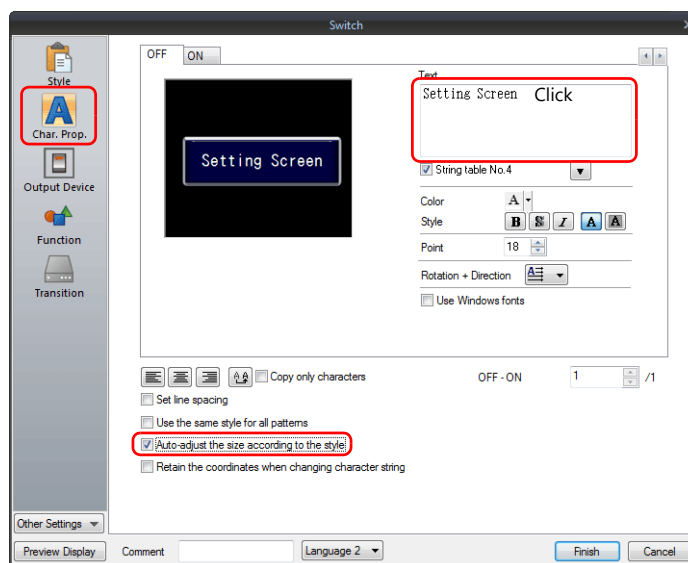 Switch
OFF
ON
Style
Char. Prop.
Output Device
Function
Transition
Setting Screen
Text
Setting Screen Click
String table No.4
Color A
Style B S I A A
Point 18
Rotation + Direction A
Use Windows fonts
Copy only characters
OFF - ON 1 /1
Set line spacing
Use the same style for all patterns
Auto-adjust the size according to the style
Retain the coordinates when changing character string
Other Settings
Preview Display
Comment
Language 2
Finish
Cancel